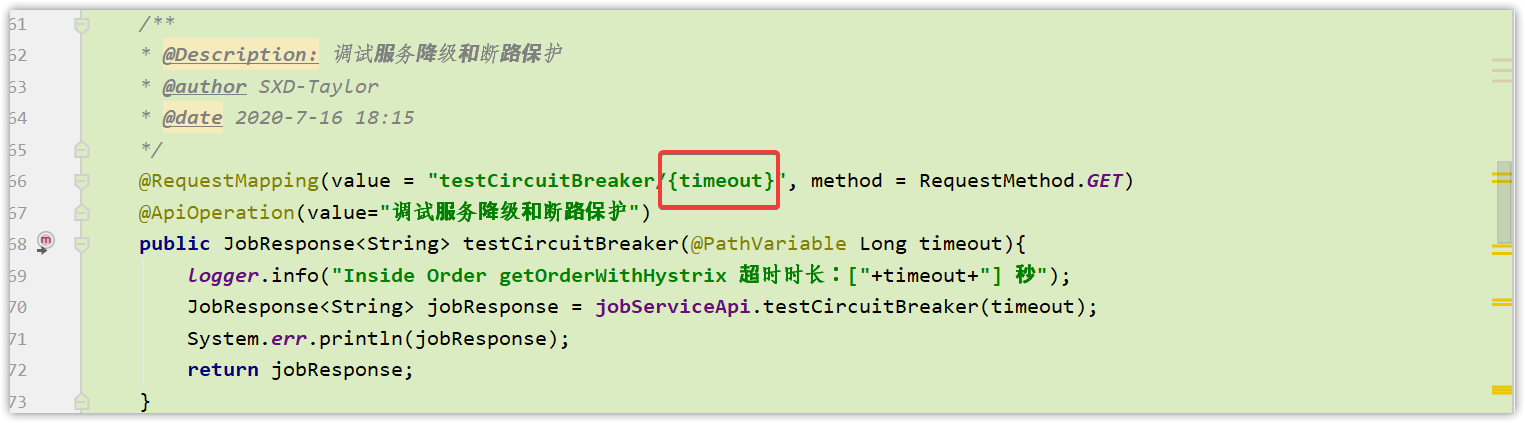 61 /**
62 * @Description: 调试服务降级和断路保护
63 * @author SXD-Taylor
64 * @date 2020-7-16 18:15
65 */
66 @RequestMapping(value = "testCircuitBreaker/{timeout}", method = RequestMethod.GET)
67 @ApiOperation(value="调试服务降级和断路保护")
68 m public JobResponse<String> testCircuitBreaker(@PathVariable Long timeout){
69 logger.info("Inside Order getOrderWithHystrix 超时时长：["+timeout+"] 秒");
70 JobResponse<String> jobResponse = jobServiceApi.testCircuitBreaker(timeout);
71 System.err.println(jobResponse);
72 return jobResponse;
73 }